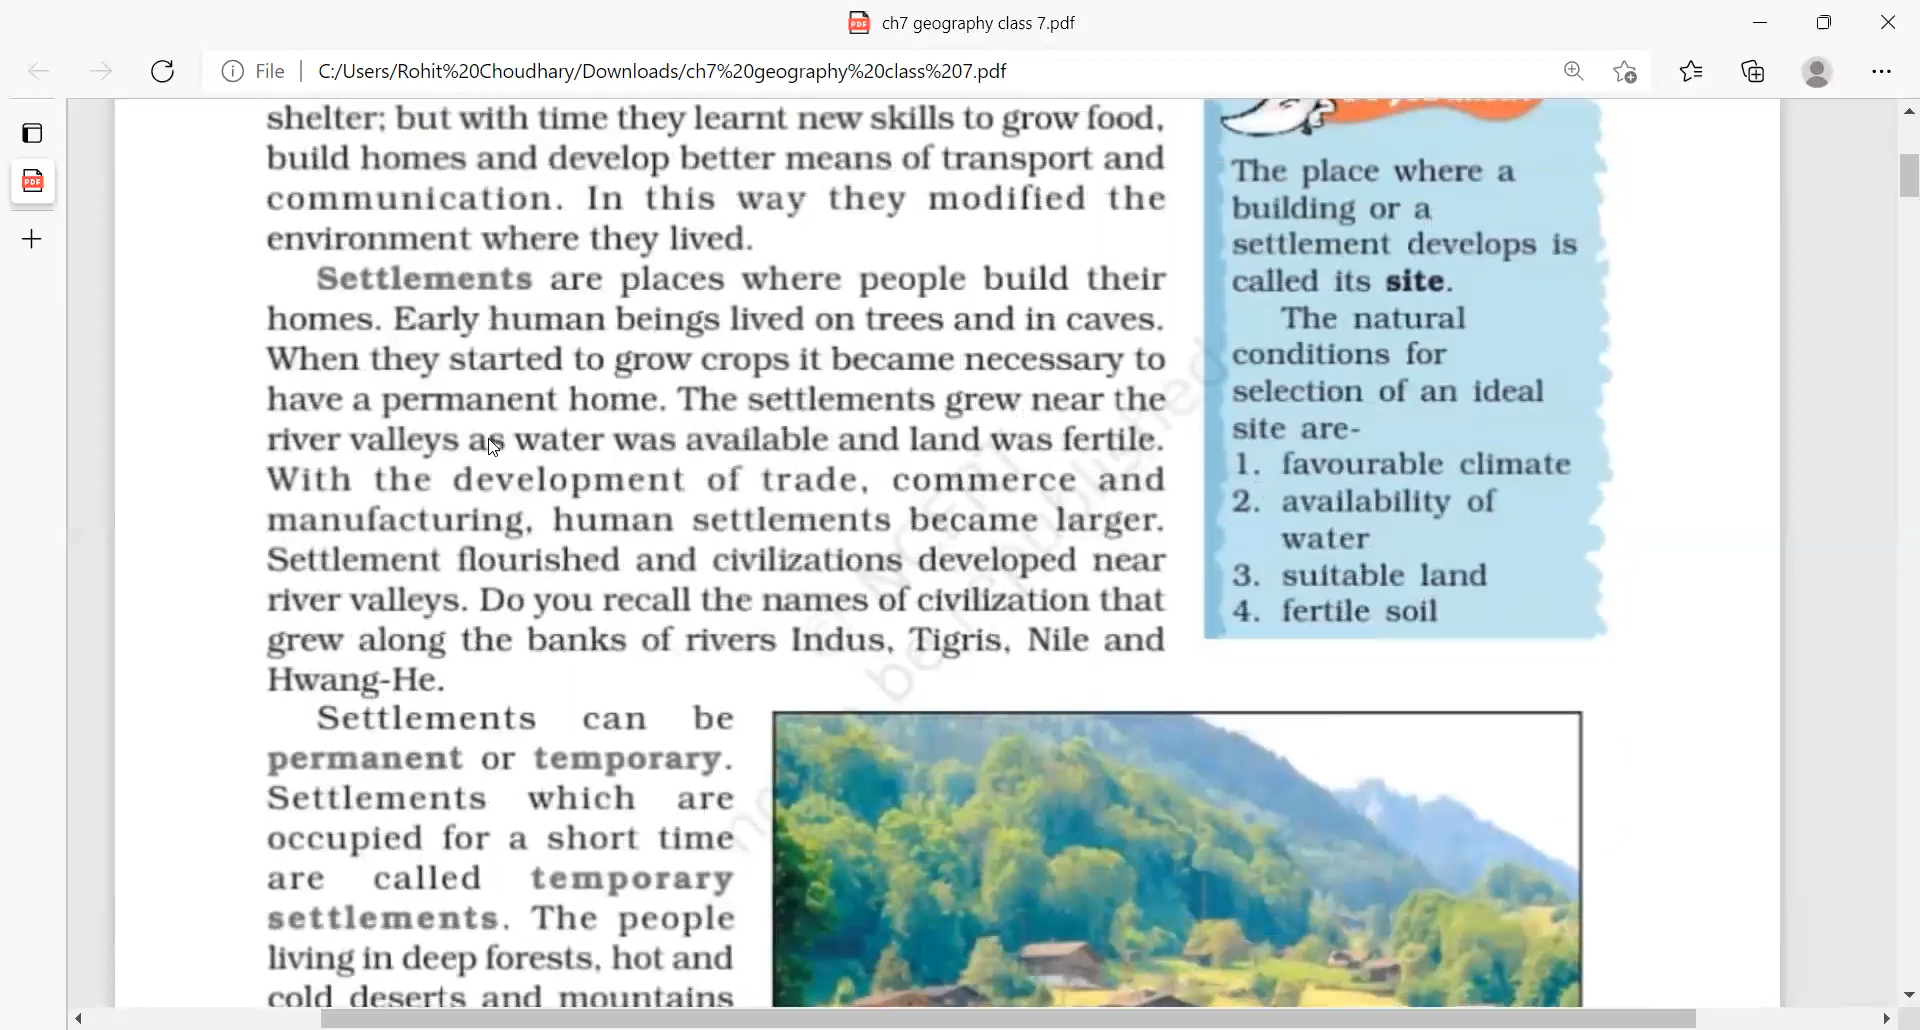 ch7 geography class 7.pdf
File
C:/Users/Rohit%20Choudhary/Downloads/ch7%20geography%20class%207.pdf
shelter; but with time they learnt new skills to grow food,
build homes and develop better means of transport and
communication. In this way they modified the
environment where they lived.
Settlements are places where people build their
homes. Early human beings lived on trees and in caves.
When they started to grow crops it became necessary to
have a permanent home. The settlements grew near the
river valleys as water was available and land was fertile.
With the development of trade, commerce and
manufacturing, human settlements became larger.
Settlement flourished and civilizations developed near
river valleys. Do you recall the names of civilization that
grew along the banks of rivers Indus, Tigris, Nile and
Hwang-He.
Settlements can be
permanent or temporary.
Settlements which are
occupied for a short time
are called temporary
settlements. The people
living in deep forests, hot and
cold deserts and mountains
The place where a
building or a
settlement develops is
called its site.
The natural
conditions for
selection of an ideal
site are-
1. favourable climate
2. availability of
water
3. suitable land
4. fertile soil